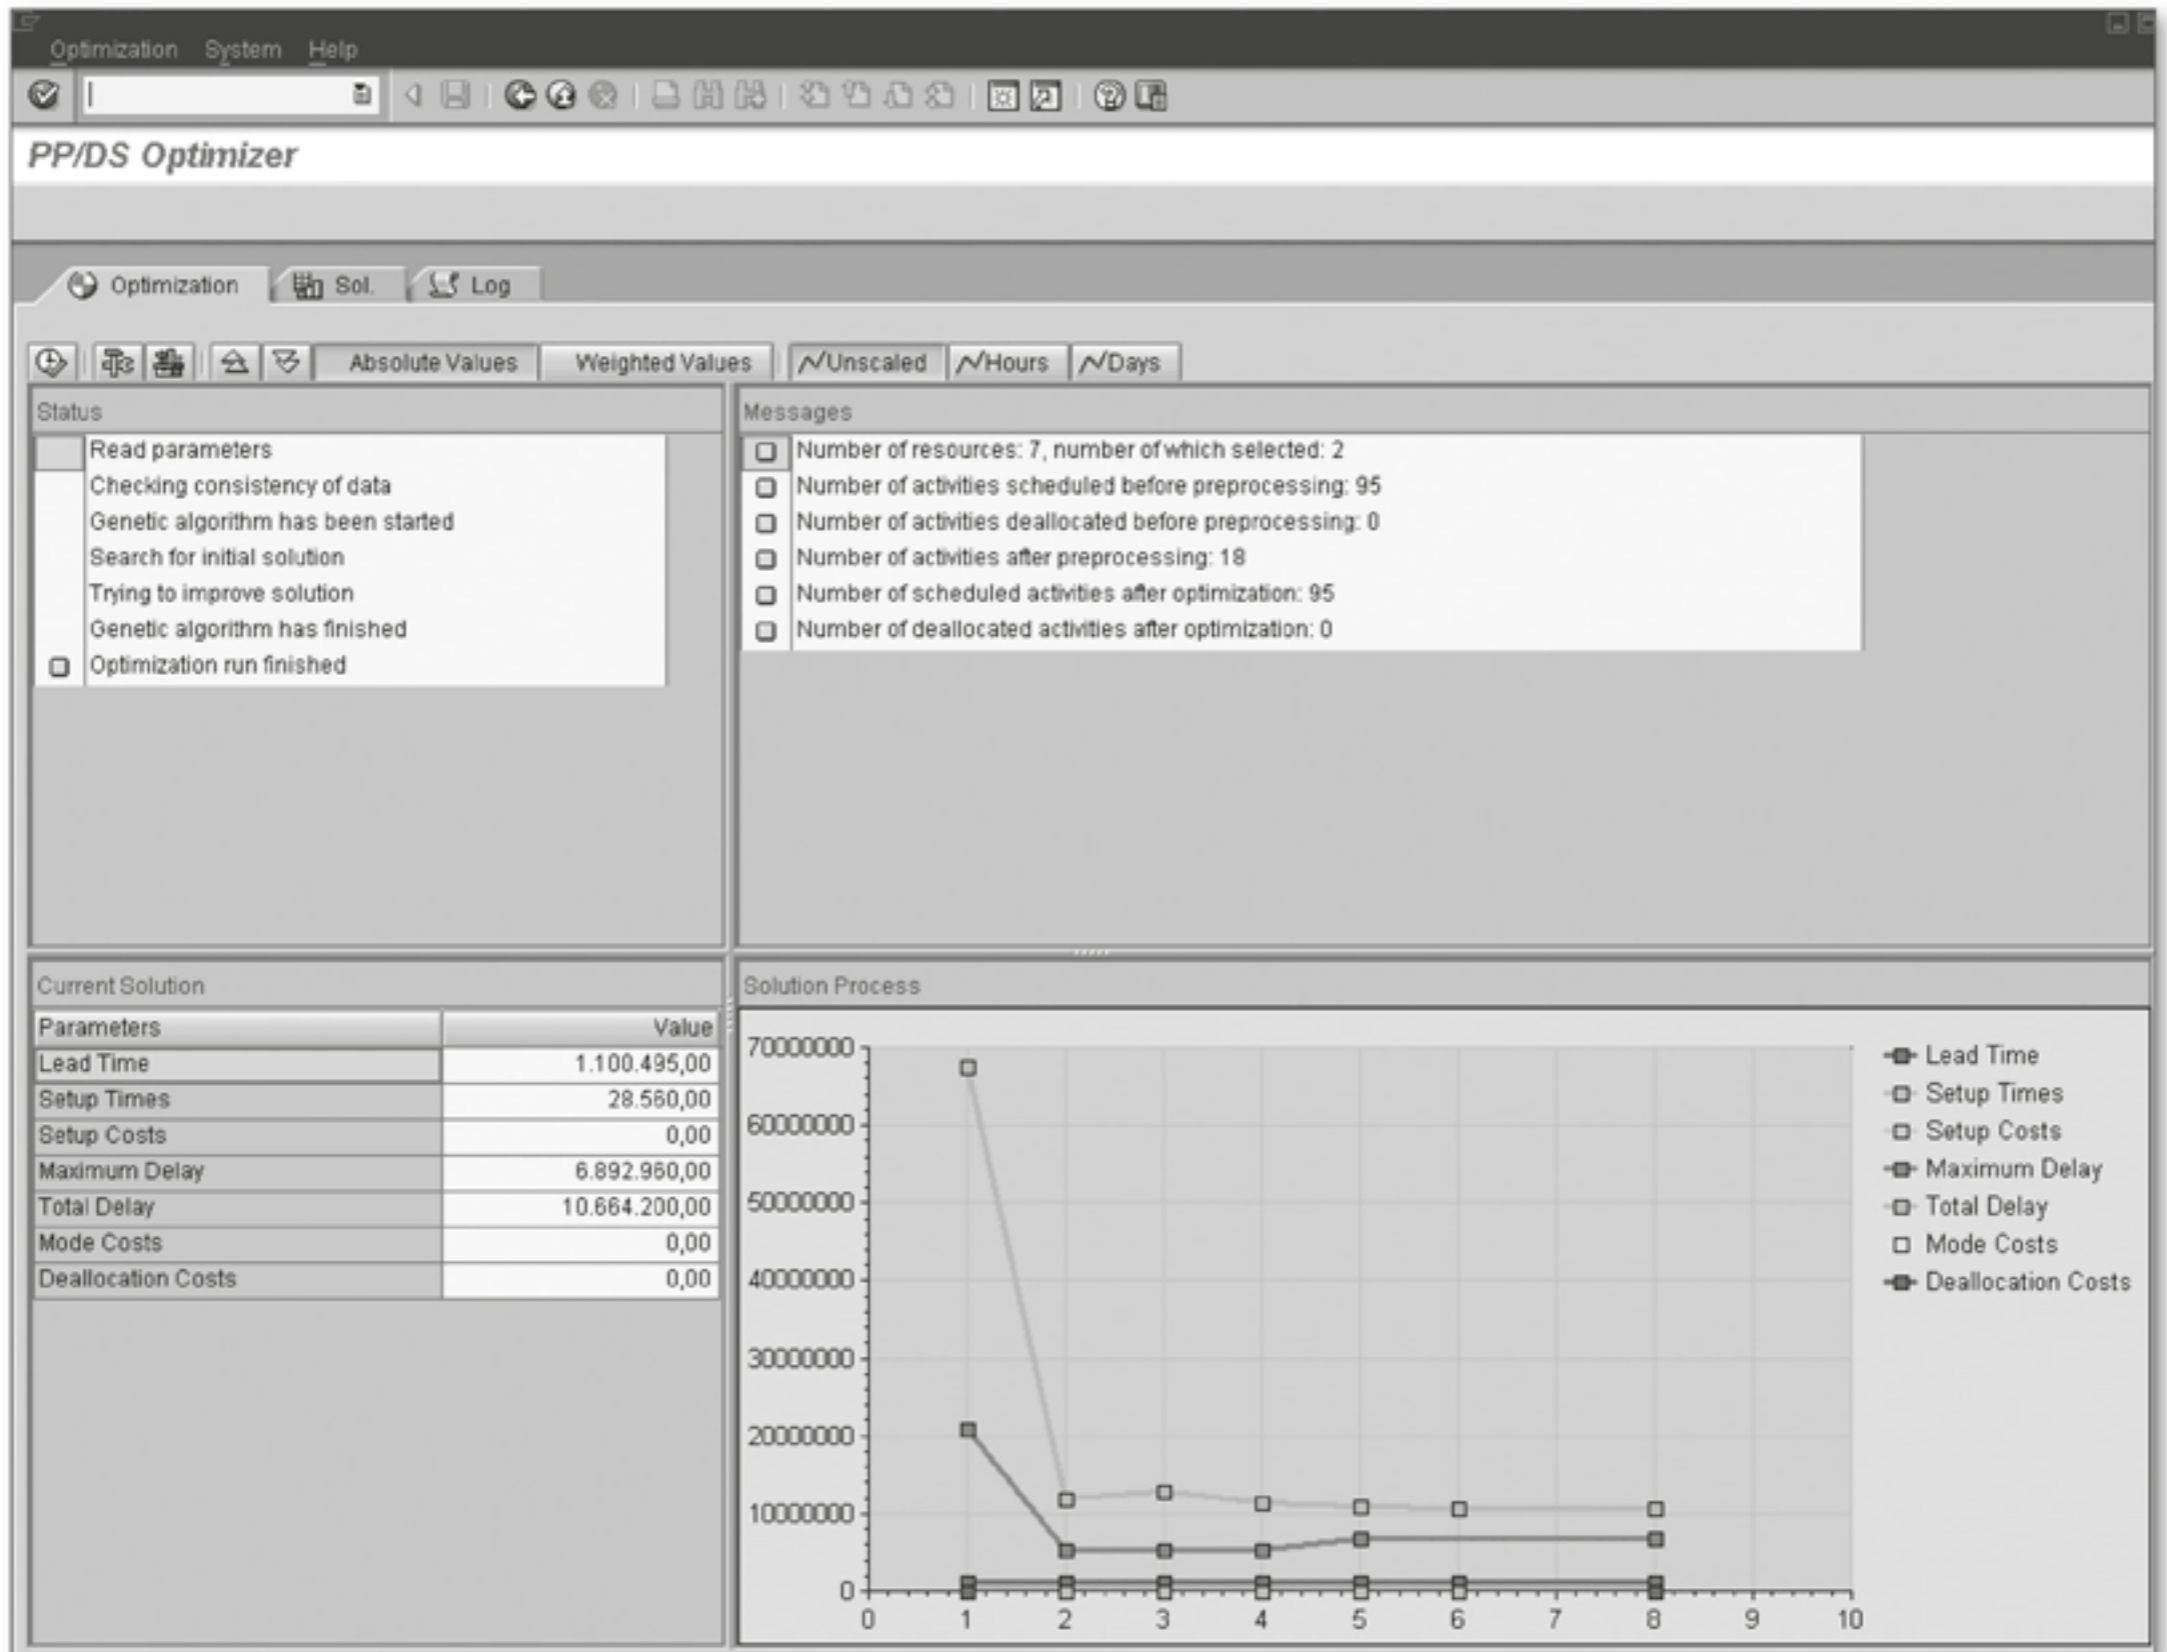 Optimization System Help
PP/DS Optimizer
Optimization Sol. Log
Absolute Values Weighted Values Unscaled Hours Days
Status
Read parameters
Checking consistency of data
Genetic algorithm has been started
Search for initial solution
Trying to improve solution
Genetic algorithm has finished
Optimization run finished
Messages
Number of resources: 7, number of which selected: 2
Number of activities scheduled before preprocessing: 95
Number of activities deallocated before preprocessing: 0
Number of activities after preprocessing: 18
Number of scheduled activities after optimization: 95
Number of deallocated activities after optimization: 0
Current Solution
Parameters Value
Lead Time 1.100.495,00
Setup Times 28.560,00
Setup Costs 0,00
Maximum Delay 6.892.960,00
Total Delay 10.664.200,00
Mode Costs 0,00
Deallocation Costs 0,00
Solution Process
70000000
60000000
50000000
40000000
30000000
20000000
10000000
0
0 1 2 3 4 5 6 7 8 9 10
Lead Time
Setup Times
Setup Costs
Maximum Delay
Total Delay
Mode Costs
Deallocation Costs